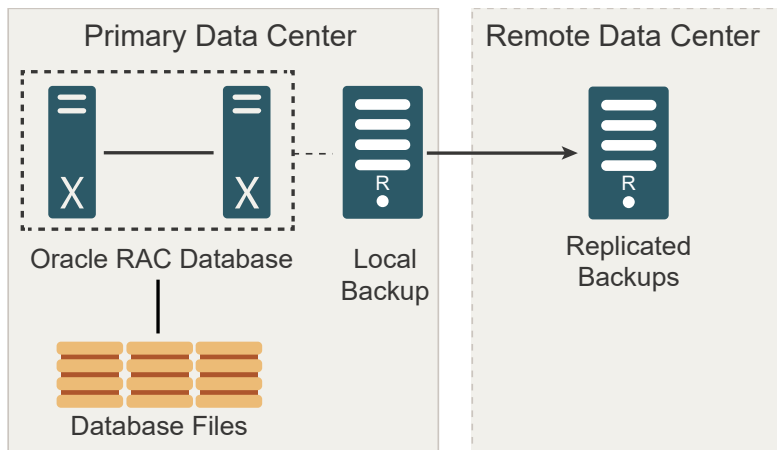 Primary Data Center
Remote Data Center
X
X
R
R
Oracle RAC Database
Local
Backup
Replicated
Backups
Database Files